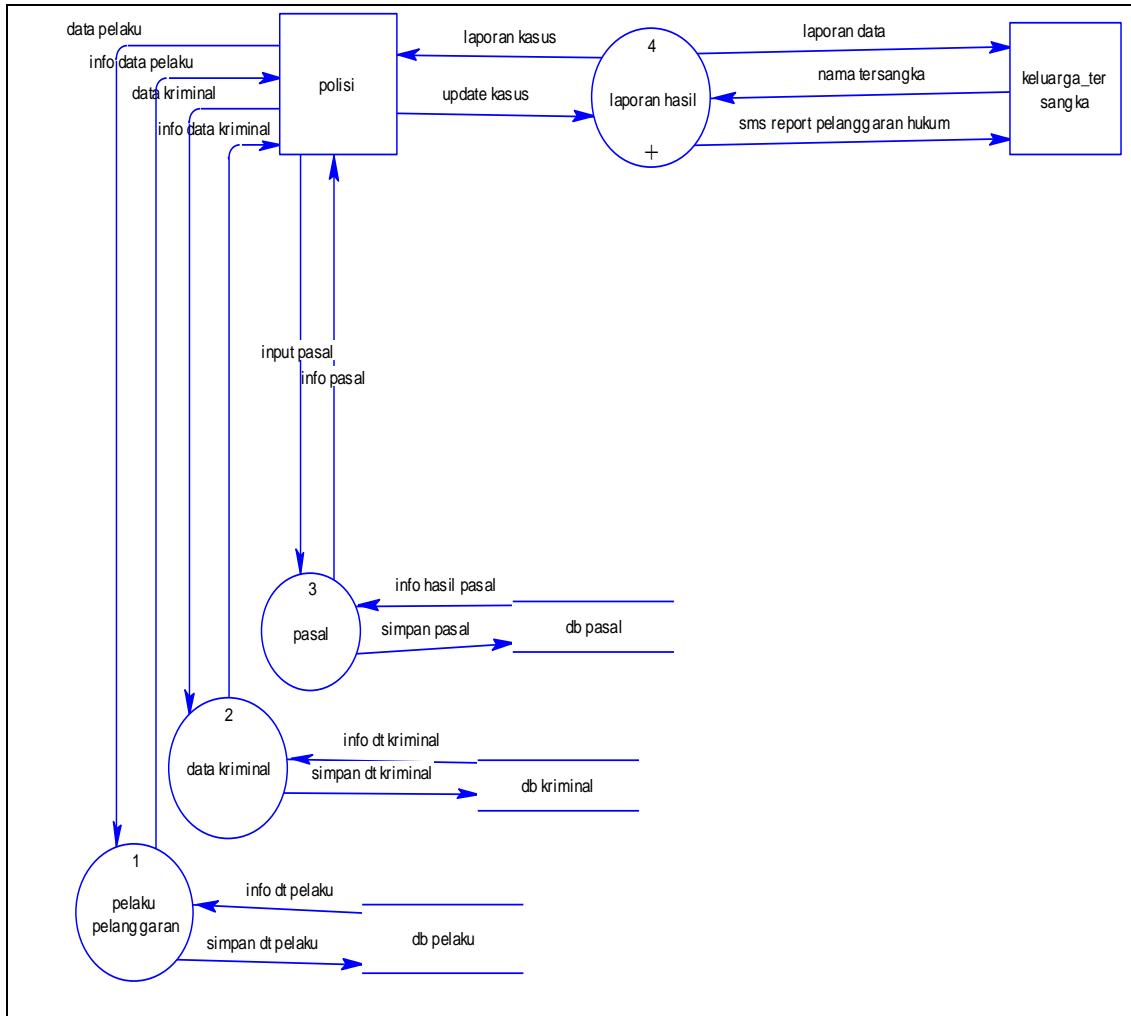 data pelaku
info data pelaku
data kriminal
info data kriminal
polisi
laporan kasus
update kasus
4
laporan hasil
+
laporan data
nama tersangka
sms report pelanggaran hukum
keluarga_ter
sangka
input pasal
info pasal
3
pasal
info hasil pasal
simpan pasal
db pasal
2
data kriminal
info dt kriminal
simpan dt kriminal
db kriminal
1
pelaku
pelanggaran
info dt pelaku
simpan dt pelaku
db pelaku